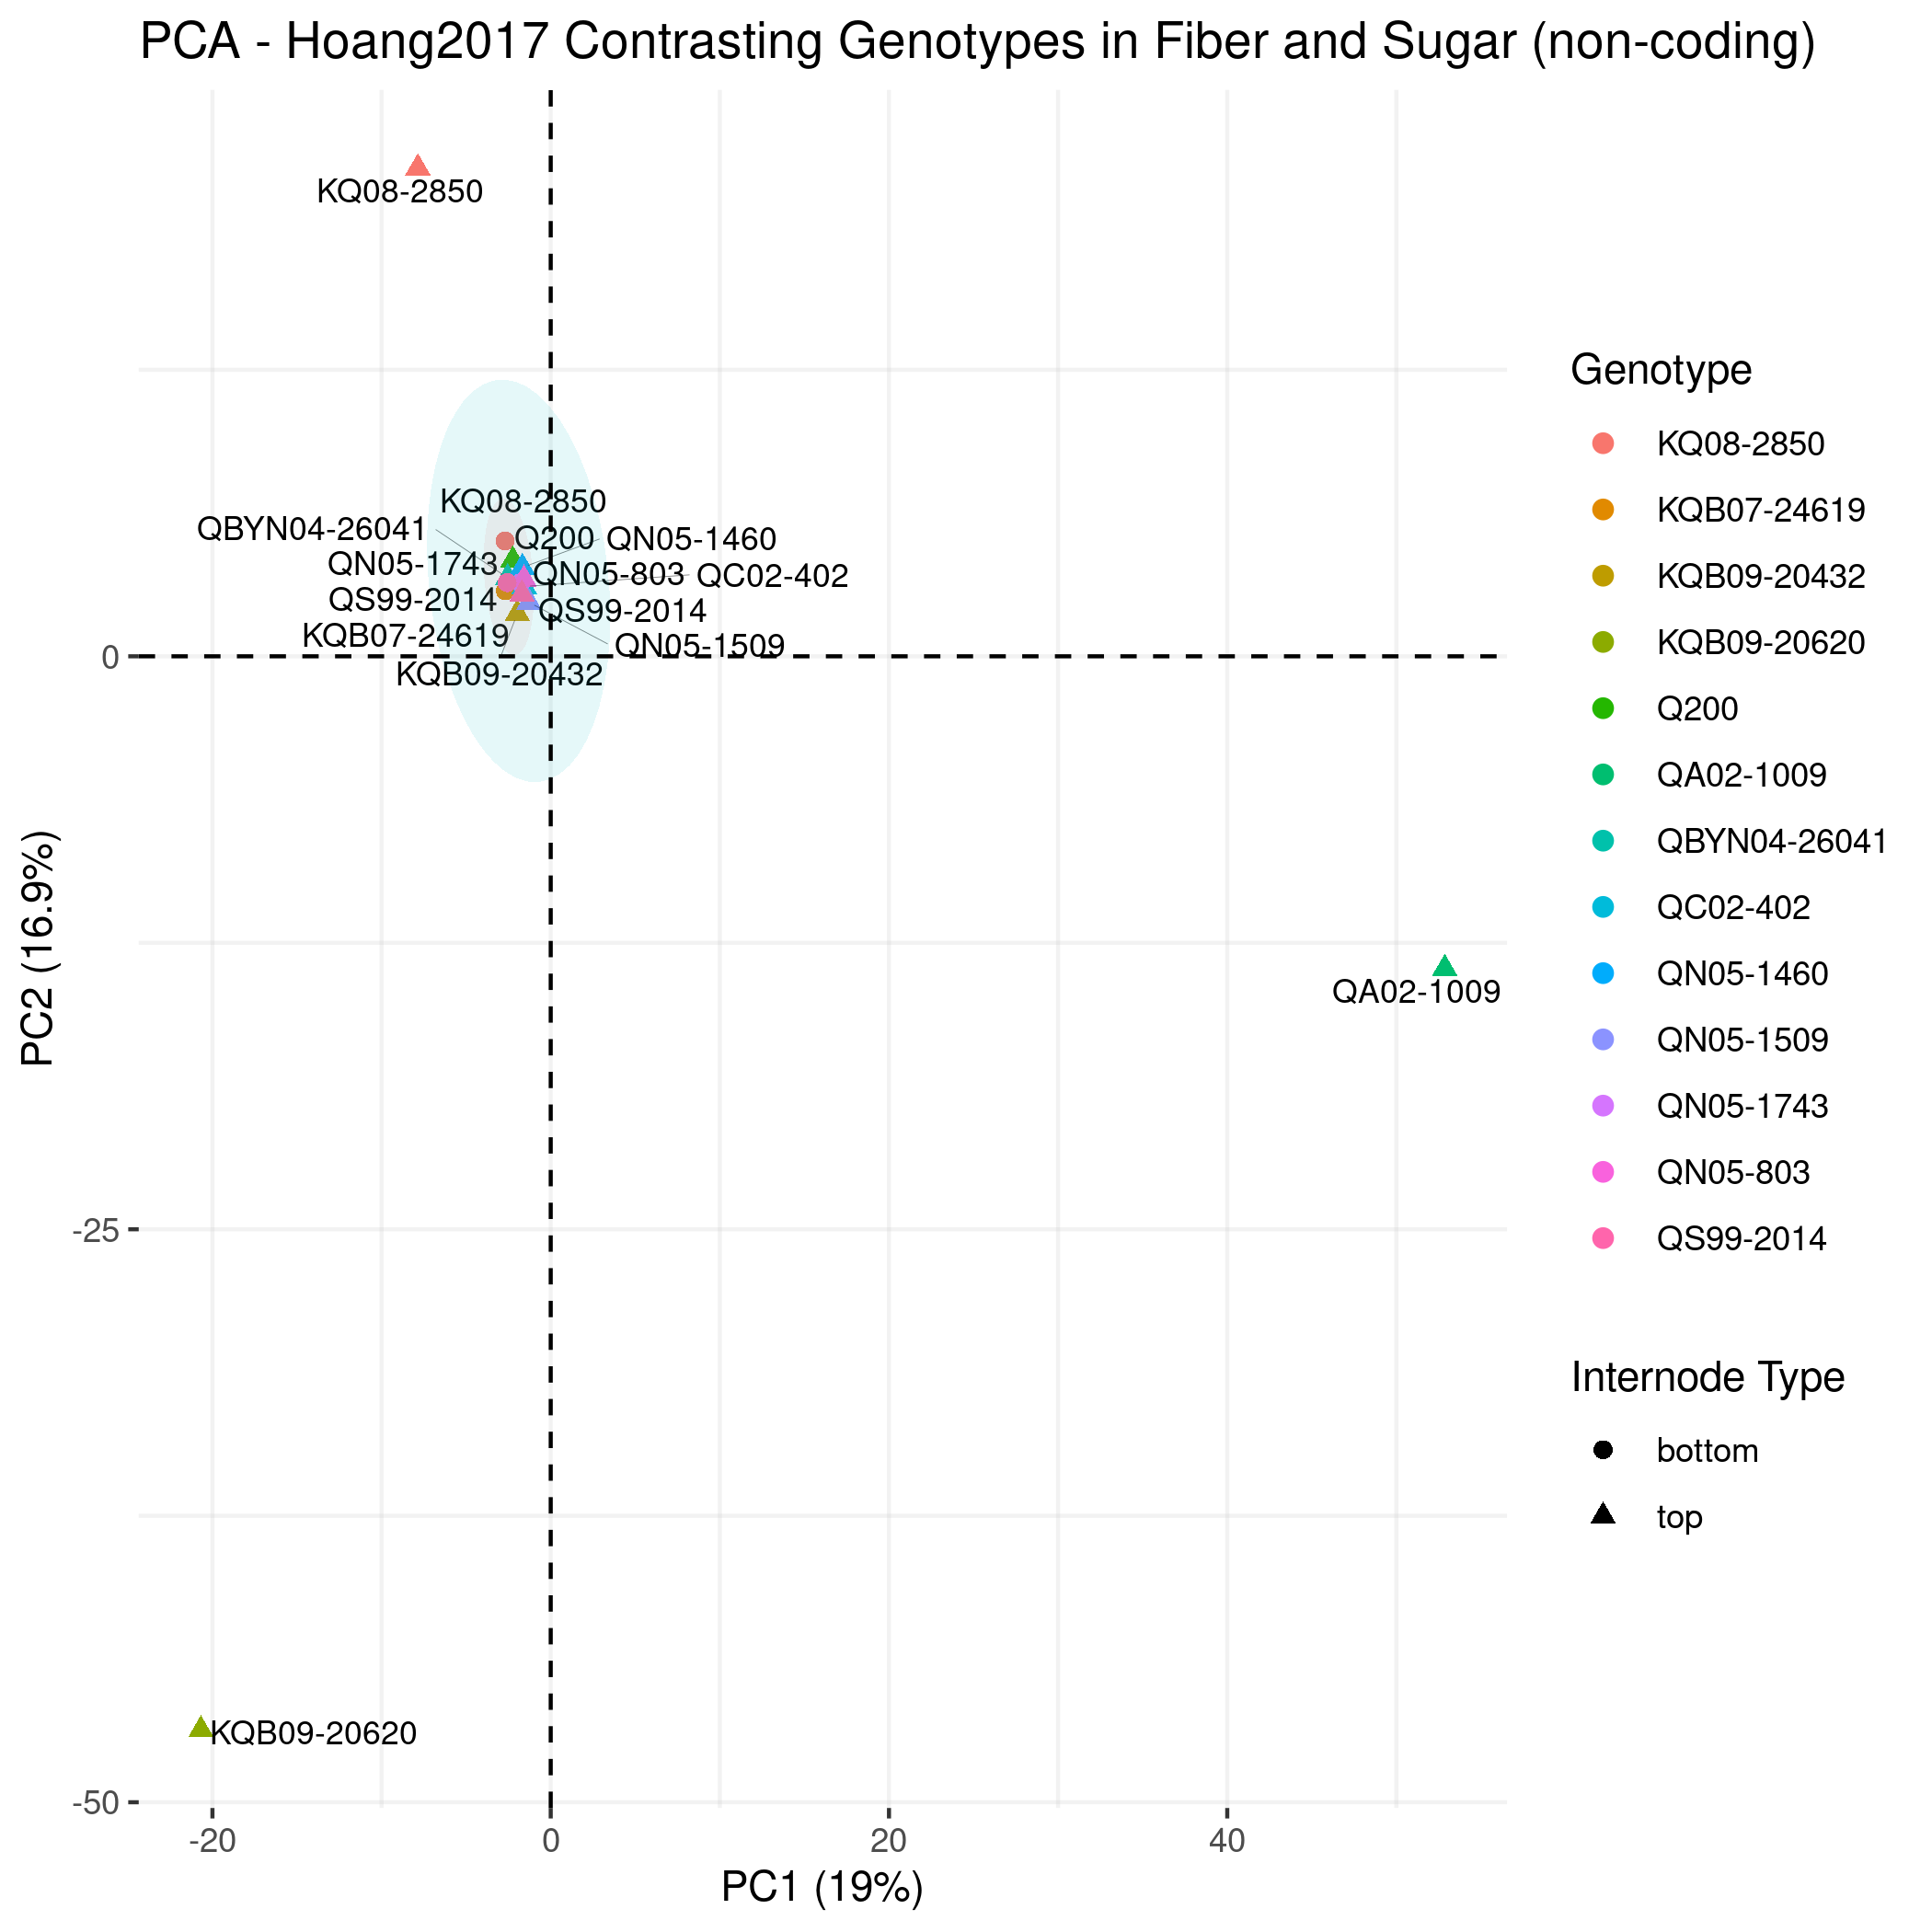 PCA - Hoang2017 Contrasting Genotypes in Fiber and Sugar (non-coding)
KQ08-2850
KQ08-2850
QBYN04-26041
Q200
QN05-1460
QN05-1743
QN05-803
QC02-402
QS99-2014
QS99-2014
KQB07-24619
QN05-1509
KQB09-20432
QA02-1009
KQB09-20620
0
-25
-50
PC2 (16.9%)
-20
0
20
40
PC1 (19%)
Genotype
KQ08-2850
KQB07-24619
KQB09-20432
KQB09-20620
Q200
QA02-1009
QBYN04-26041
QC02-402
QN05-1460
QN05-1509
QN05-1743
QN05-803
QS99-2014
Internode Type
bottom
top